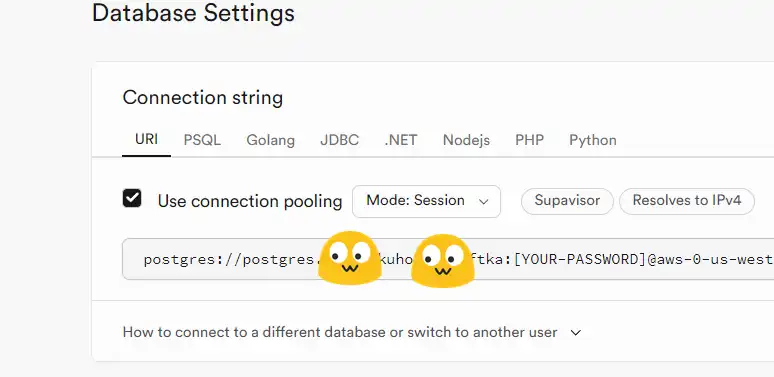 Database Settings
Connection string
URI PSQL Golang JDBC .NET Nodejs PHP Python
Use connection pooling Mode: Session Supavisor Resolves to IPv4
postgres://postgres. kuho ftka:[YOUR-PASSWORD]@aws-0-us-west
How to connect to a different database or switch to another user